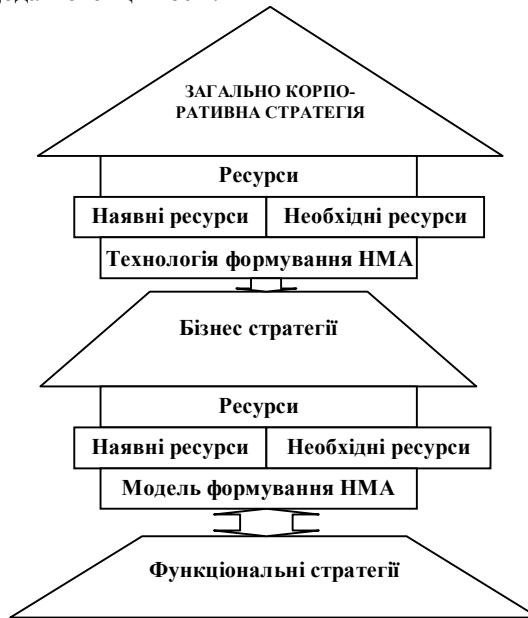 ЗАГАЛЬНО КОРПО-
РАТИВНА СТРАТЕГІЯ
Ресурси
Наявні ресурси Необхідні ресурси
Технологія формування НМА
Бізнес стратегії
Ресурси
Наявні ресурси Необхідні ресурси
Модель формування НМА
Функціональні стратегії